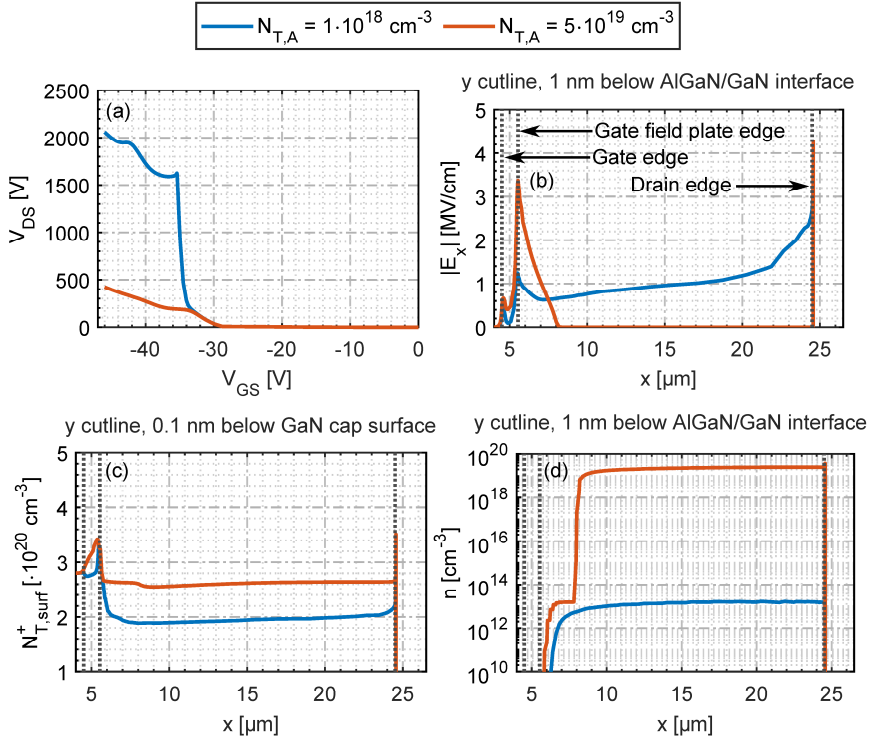 N_T,A = 1·10^18 cm^-3 N_T,A = 5·10^19 cm^-3
(a)
2500
2000
1500
1000
500
0
V_DS [V]
-40 -30 -20 -10 0
V_GS [V]
y cutline, 1 nm below AlGaN/GaN interface
5
4
3
2
1
0
|E_x| [MV/cm]
Gate field plate edge
Gate edge
(b)
Drain edge
5 10 15 20 25
x [µm]
y cutline, 0.1 nm below GaN cap surface
(c)
5
4
3
2
1
N^+_T,surf [·10^20 cm^-3]
5 10 15 20 25
x [µm]
y cutline, 1 nm below AlGaN/GaN interface
(d)
10^20
10^18
10^16
10^14
10^12
10^10
n [cm^-3]
5 10 15 20 25
x [µm]